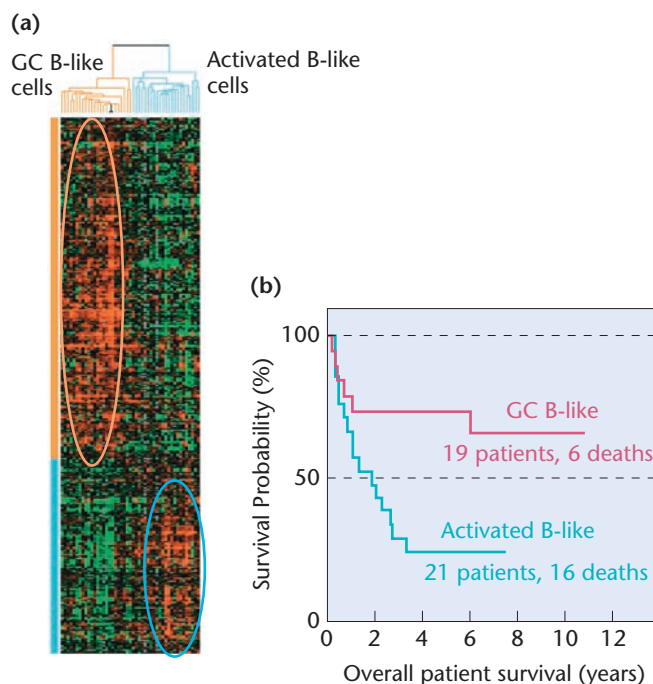 (a)
GC B-like
cells
Activated B-like
cells
(b)
100
50
0
Survival Probability (%)
GC B-like
19 patients, 6 deaths
Activated B-like
21 patients, 16 deaths
0 2 4 6 8 10 12
Overall patient survival (years)